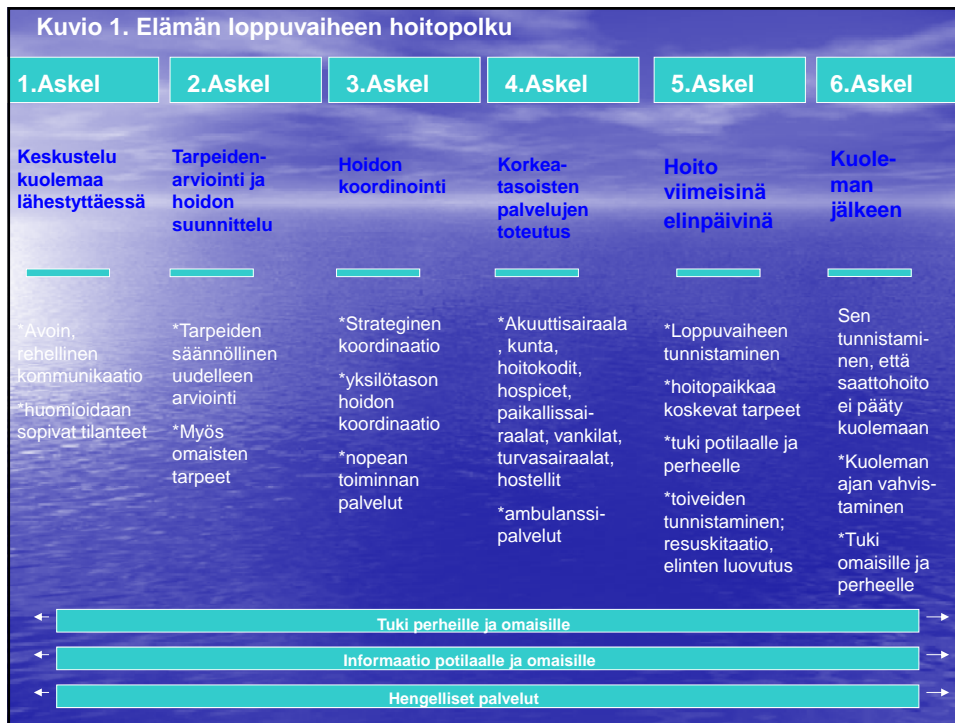 Kuvio 1. Elämän loppuvaiheen hoitopolku
1.Askel
2.Askel
3.Askel
4.Askel
5.Askel
6.Askel
Keskustelu
kuolemaa
lähestyttäessä
Tarpeiden-
arviointi ja
hoidon
suunnittelu
Hoidon
koordinointi
Korkea-
tasoisten
palvelujen
toteutus
Hoito
viimeisinä
elinpäivinä
Kuole-
man
jälkeen
*Avoin,
rehellinen
kommunikaatio
*huomioidaan
sopivat tilanteet
*Tarpeiden
säännöllinen
uudelleen
arviointi
*Myös
omaisten
tarpeet
*Strateginen
koordinaatio
*yksilötason
hoidon
koordinaatio
*nopean
toiminnan
palvelut
*Akuuttisairaala
, kunta,
hoitokodit,
hospicet,
paikallissai-
raalat, vankilat,
turvasairaalat,
hostellit
*ambulanssi-
palvelut
*Loppuvaiheen
tunnistaminen
*hoitopaikkaa
koskevat tarpeet
*tuki potilaalle ja
perheelle
*toiveiden
tunnistaminen;
resuskitaatio,
elinten luovutus
Sen
tunnistami-
nen, että
saattohoito
ei pääty
kuolemaan
*Kuoleman
ajan vahvis-
taminen
*Tuki
omaisille ja
perheelle
Tuki perheille ja omaisille
Informaatio potilaalle ja omaisille
Hengelliset palvelut